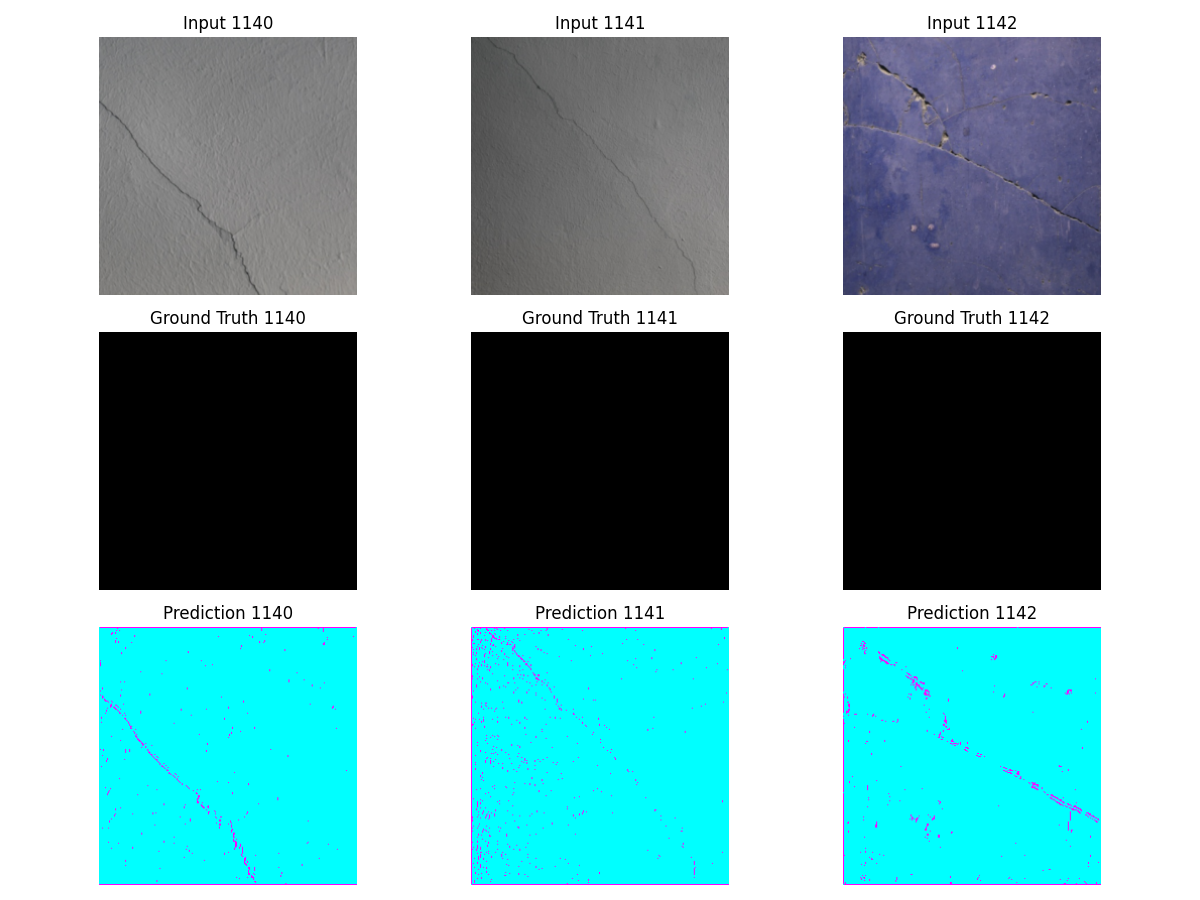 Input 1140
Input 1141
Input 1142
Ground Truth 1140
Ground Truth 1141
Ground Truth 1142
Prediction 1140
Prediction 1141
Prediction 1142